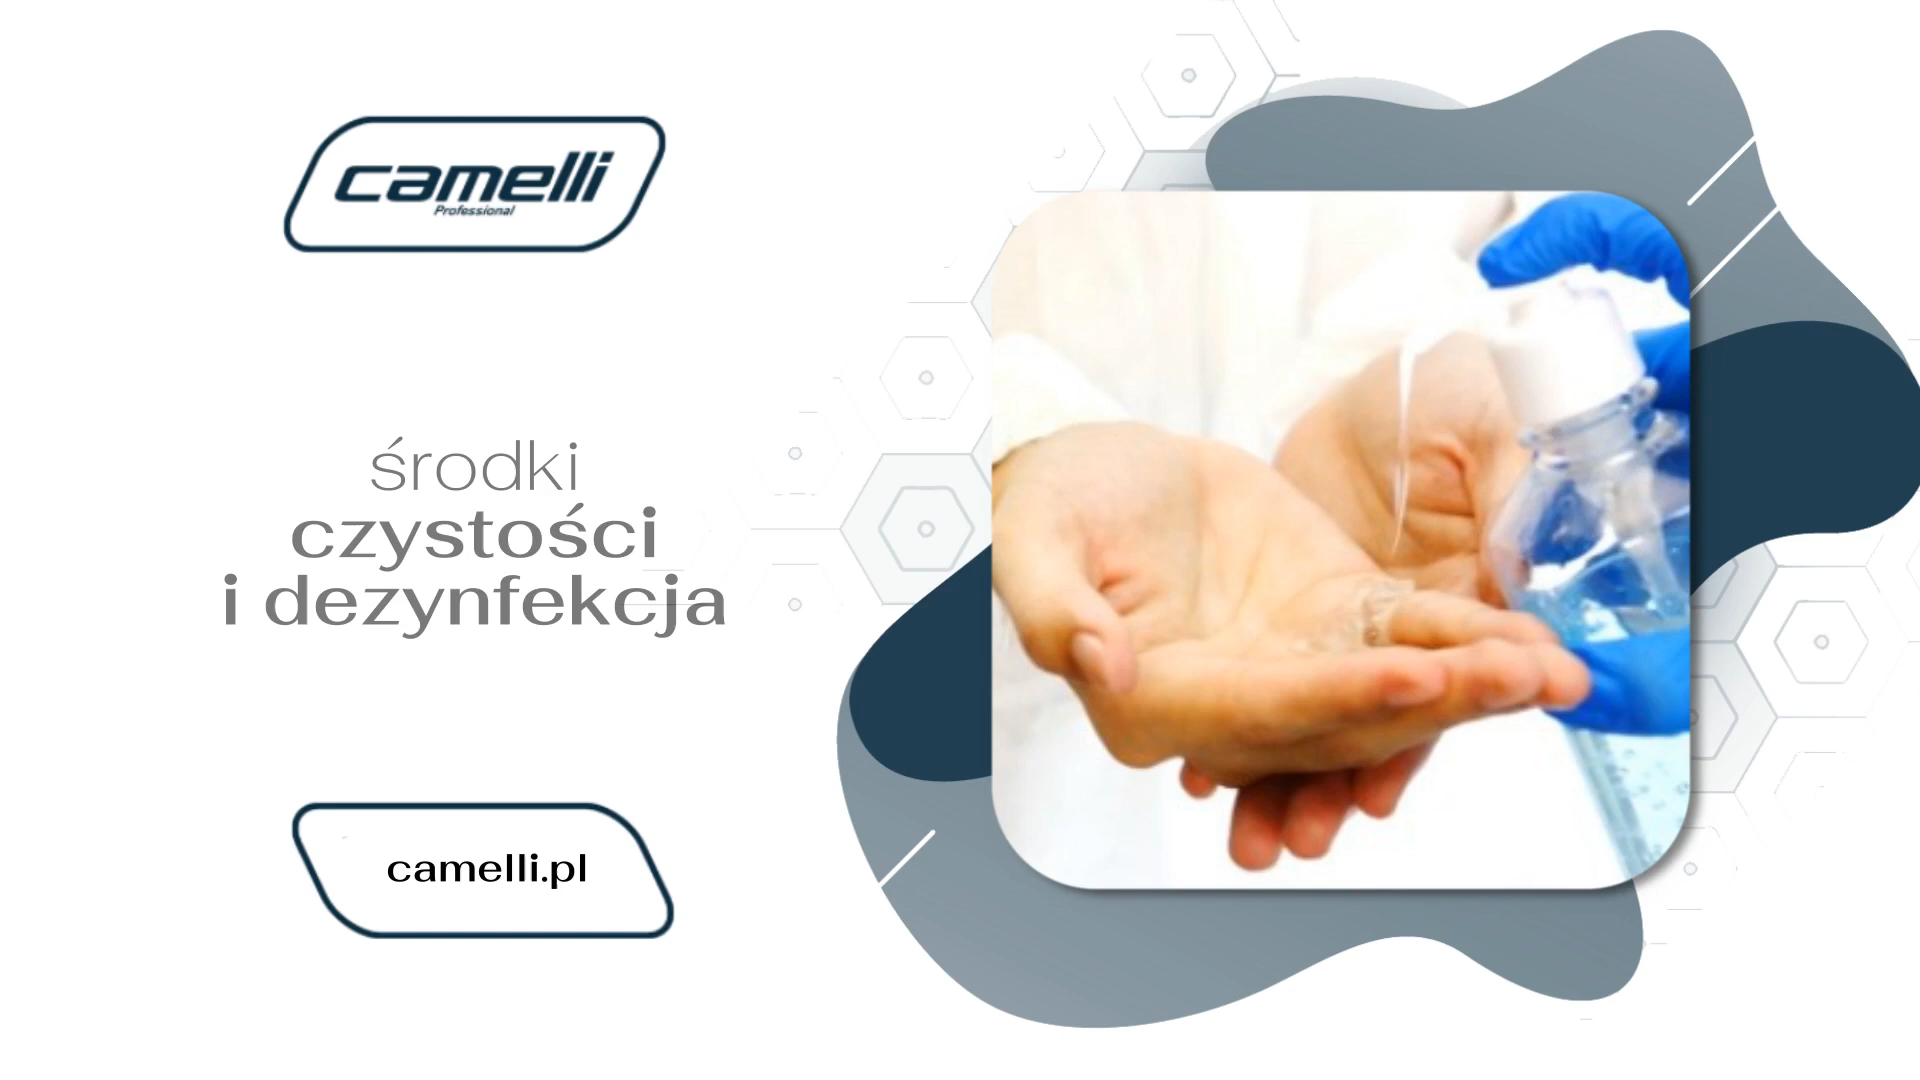 camelli
Professional
środki
czystości
i dezynfekcja
camelli.pl